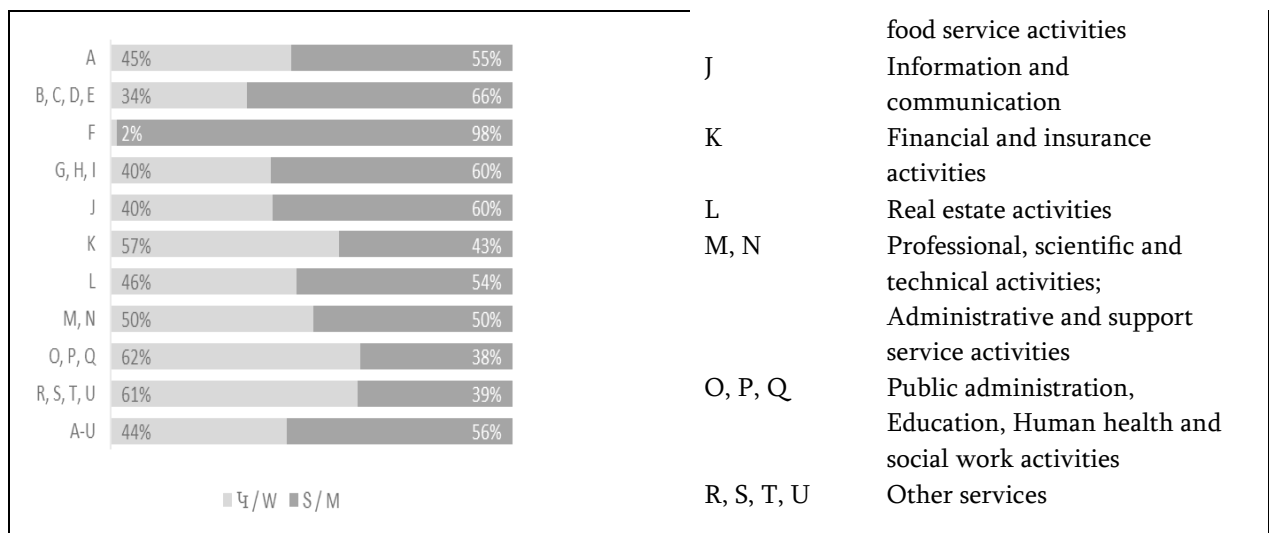 A 45% 55%
B, C, D, E 34% 66%
F 2% 98%
G, H, I 40% 60%
J 40% 60%
K 57% 43%
L 46% 54%
M, N 50% 50%
O, P, Q 62% 38%
R, S, T, U 61% 39%
A-U 44% 56%
Կ/W Տ/M
food service activities
J Information and
communication
K Financial and insurance
activities
L Real estate activities
M, N Professional, scientific and
technical activities;
Administrative and support
service activities
O, P, Q Public administration,
Education, Human health and
social work activities
R, S, T, U Other services